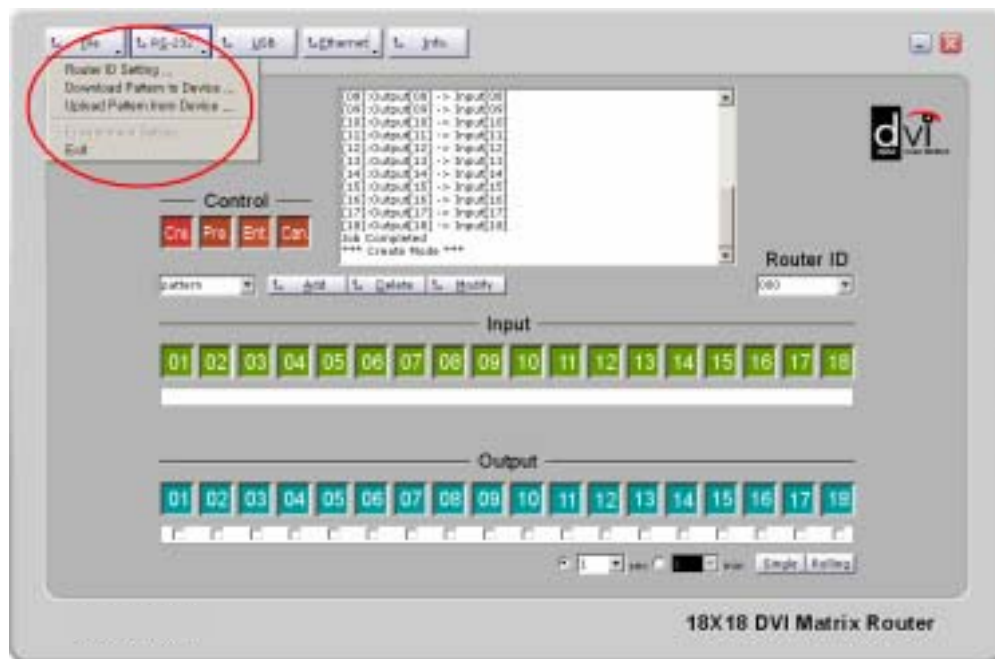 File RS-232 USB Ethernet Info.
Router ID Setting ...
Download Pattern to Device ...
Upload Pattern from Device ...
Exit
[08]:Output[08] -> Input[08]
[09]:Output[09] -> Input[09]
[10]:Output[10] -> Input[10]
[11]:Output[11] -> Input[11]
[12]:Output[12] -> Input[12]
[13]:Output[13] -> Input[13]
[14]:Output[14] -> Input[14]
[15]:Output[15] -> Input[15]
[16]:Output[16] -> Input[16]
[17]:Output[17] -> Input[17]
[18]:Output[18] -> Input[18]
Job Completed
*** Create Mode ***
dvi
Control
Cre Pre Ent Can
Router ID
pattern Add Delete Modify 000
Input
01 02 03 04 05 06 07 08 09 10 11 12 13 14 15 16 17 18
Output
01 02 03 04 05 06 07 08 09 10 11 12 13 14 15 16 17 18
1 sec Single Rolling
18X18 DVI Matrix Router